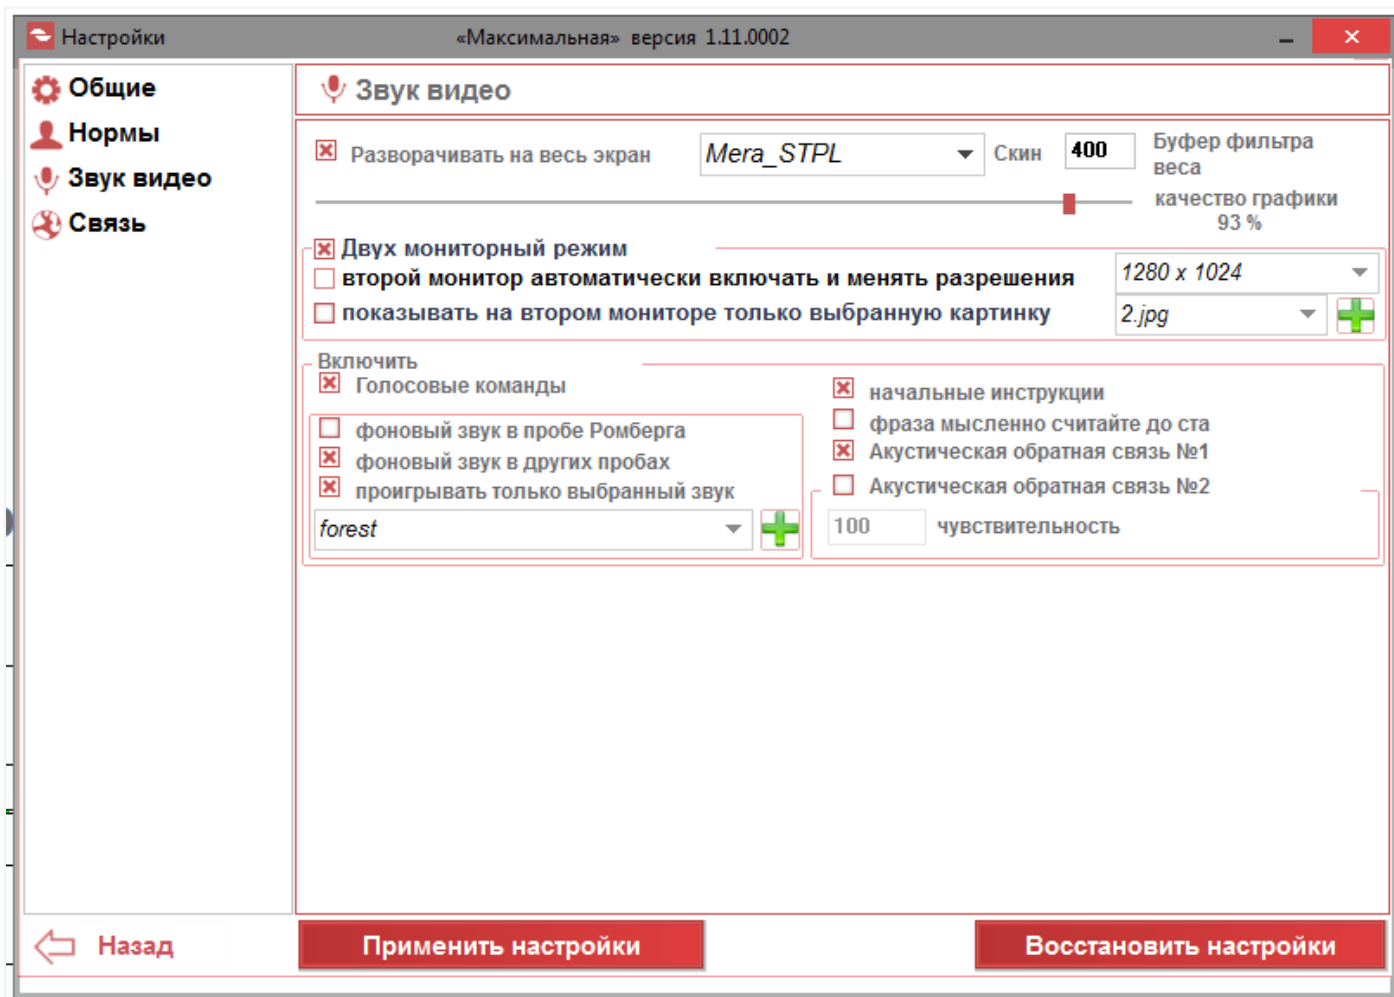 Настройки
«Максимальная» версия 1.11.0002
Общие
Нормы
Звук видео
Связь
Звук видео
Разворачивать на весь экран
Mera_STPL
Скин
400
Буфер фильтра
веса
качество графики
93 %
Двух мониторный режим
второй монитор автоматически включать и менять разрешения
1280 x 1024
показывать на втором мониторе только выбранную картинку
2.jpg
Включить
Голосовые команды
фоновый звук в пробе Ромберга
фоновый звук в других пробах
проигрывать только выбранный звук
forest
начальные инструкции
фраза мысленно считайте до ста
Акустическая обратная связь №1
Акустическая обратная связь №2
100
чувствительность
Назад
Применить настройки
Восстановить настройки